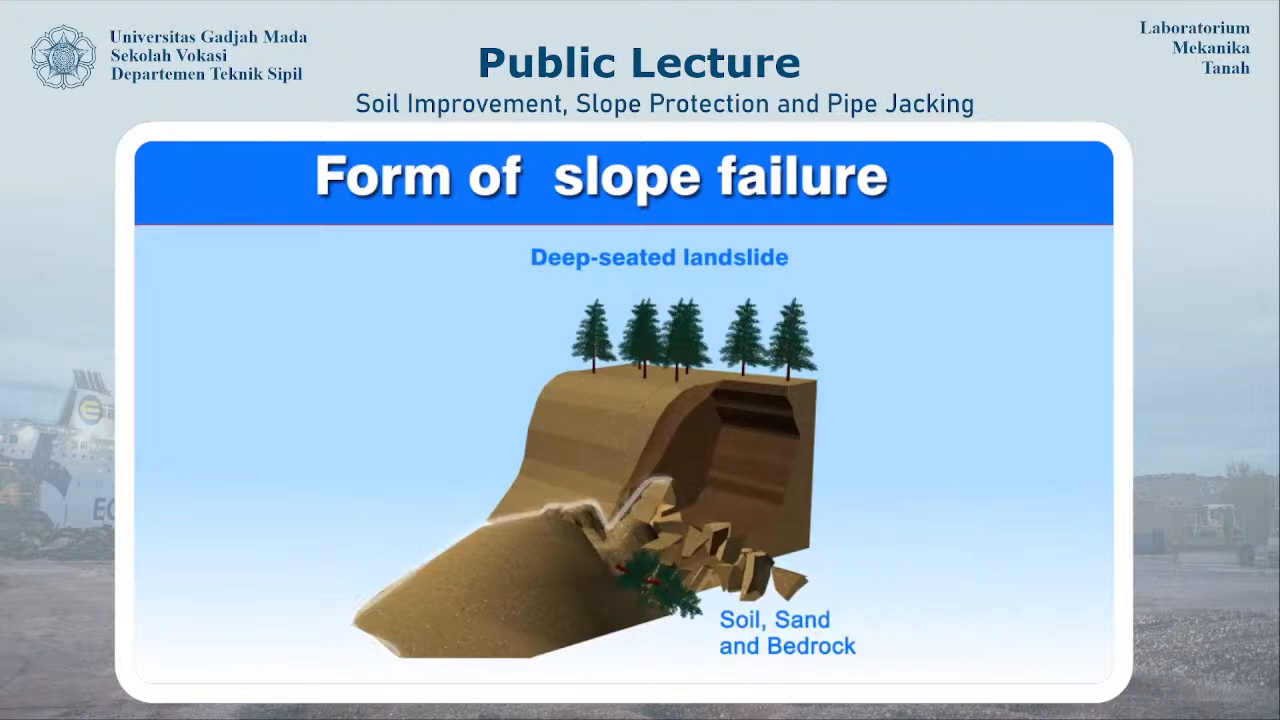 Universitas Gadjah Mada
Sekolah Vokasi
Departemen Teknik Sipil
Public Lecture
Soil Improvement, Slope Protection and Pipe Jacking
Laboratorium
Mekanika
Tanah
Form of slope failure
Deep-seated landslide
Soil, Sand
and Bedrock